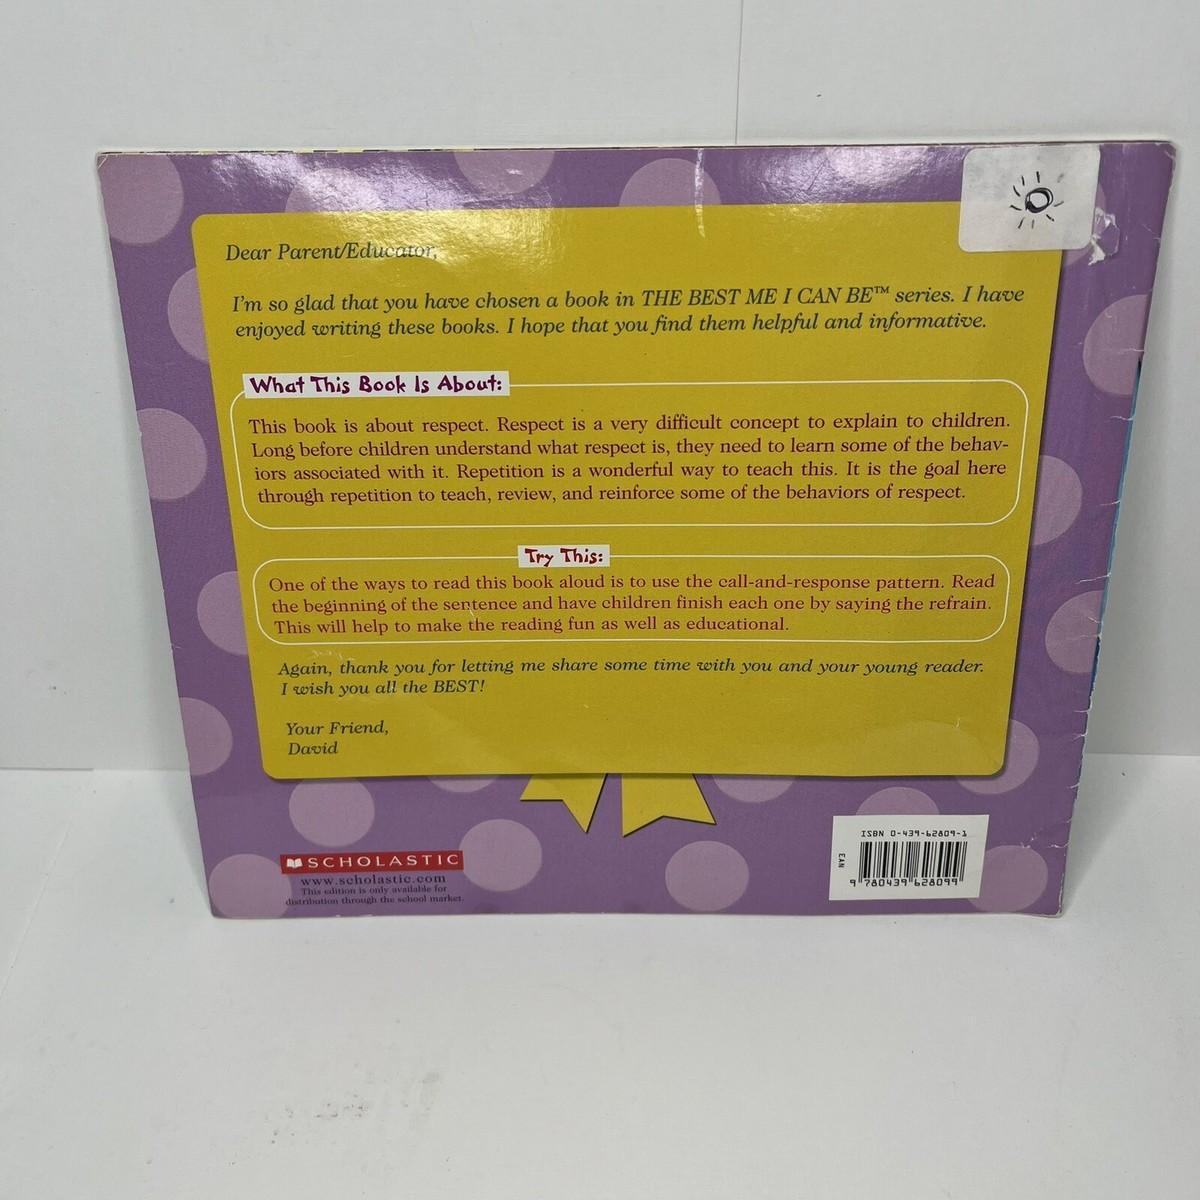 Dear Parent/Educator,
I'm so glad that you have chosen a book in THE BEST ME I CAN BE™ series. I have
enjoyed writing these books. I hope that you find them helpful and informative.
What This Book Is About:
This book is about respect. Respect is a very difficult concept to explain to children.
Long before children understand what respect is, they need to learn some of the behav-
iors associated with it. Repetition is a wonderful way to teach this. It is the goal here
through repetition to teach, review, and reinforce some of the behaviors of respect.
Try This:
One of the ways to read this book aloud is to use the call-and-response pattern. Read
the beginning of the sentence and have children finish each one by saying the refrain.
This will help to make the reading fun as well as educational.
Again, thank you for letting me share some time with you and your young reader.
I wish you all the BEST!
Your Friend,
David
SCHOLASTIC
www.scholastic.com
This edition is only available for
distribution through the school market.
ISBN 0-439-62809-1
EAN
9 780439 628099